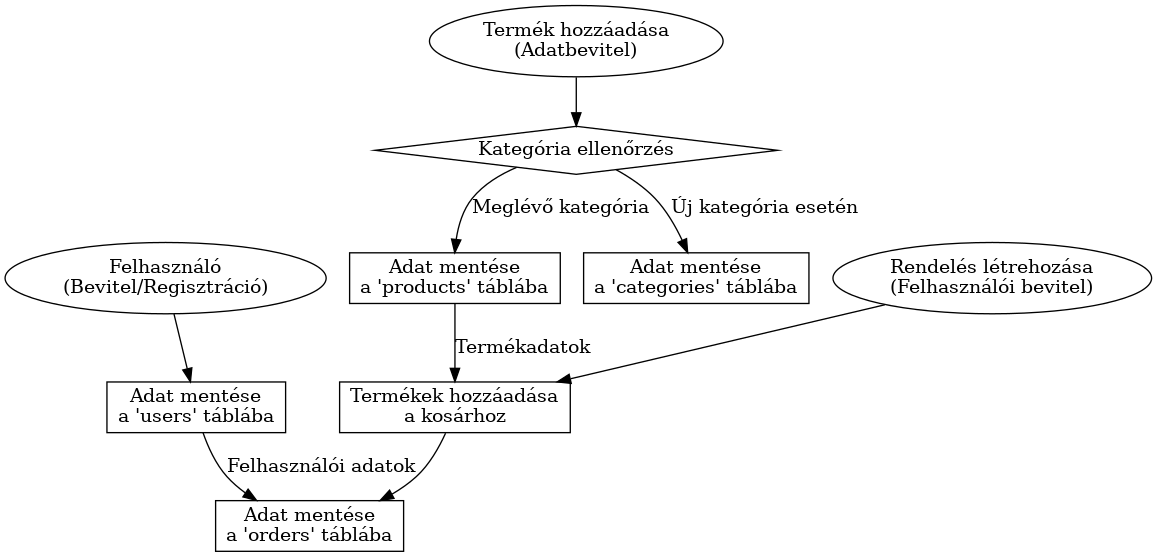 Termék hozzáadása
(Adatbevitel)
Kategória ellenőrzés
Meglévő kategória
Új kategória esetén
Felhasználó
(Bevitel/Regisztráció)
Adat mentése
a 'products' táblába
Adat mentése
a 'categories' táblába
Rendelés létrehozása
(Felhasználói bevitel)
Termékadatok
Adat mentése
a 'users' táblába
Termékek hozzáadása
a kosárhoz
Felhasználói adatok
Adat mentése
a 'orders' táblába